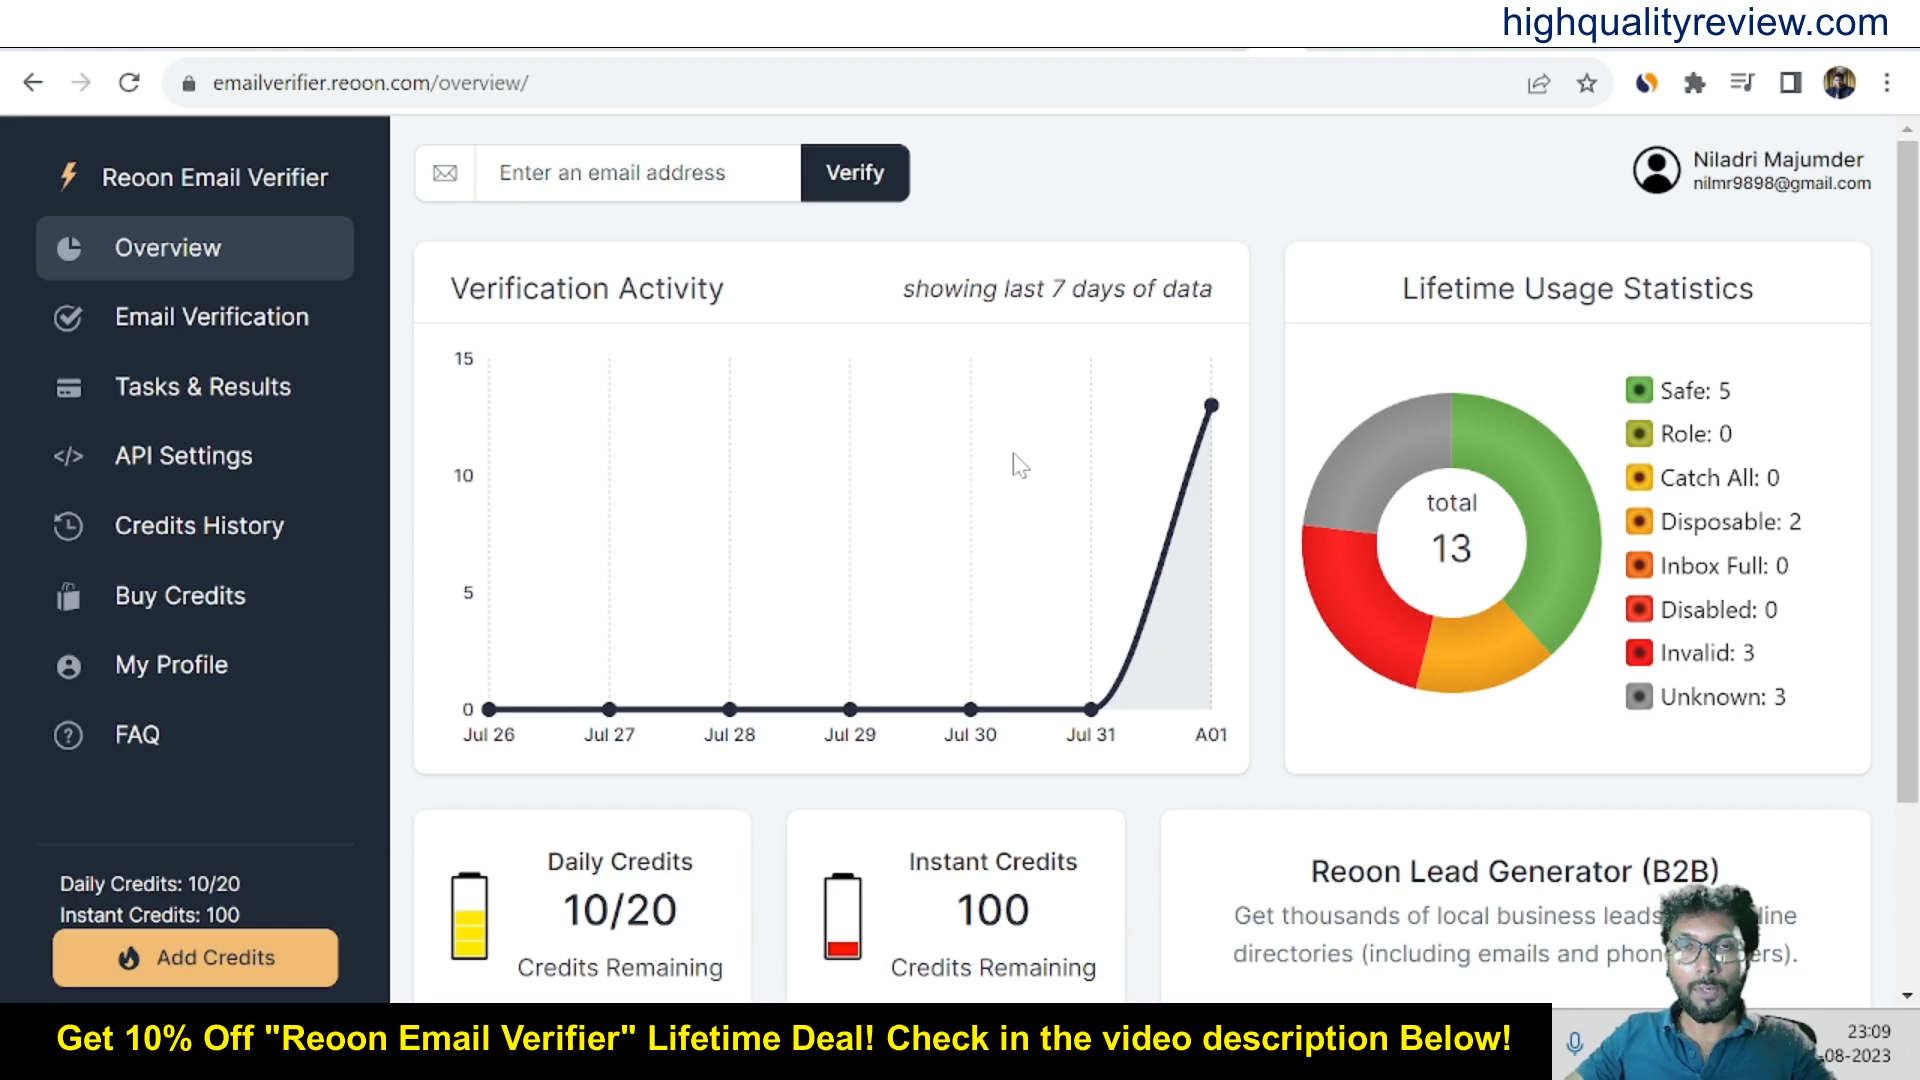 highqualityreview.com
emailverifier.reoon.com/overview/
Reoon Email Verifier
Overview
Email Verification
Tasks & Results
API Settings
Credits History
Buy Credits
My Profile
FAQ
Daily Credits: 10/20
Instant Credits: 100
Add Credits
Enter an email address
Verify
Niladri Majumder
nilmr9898@gmail.com
Verification Activity
showing last 7 days of data
15
10
5
0
Jul 26 Jul 27 Jul 28 Jul 29 Jul 30 Jul 31 A01
Lifetime Usage Statistics
total
13
Safe: 5
Role: 0
Catch All: 0
Disposable: 2
Inbox Full: 0
Disabled: 0
Invalid: 3
Unknown: 3
Daily Credits
10/20
Credits Remaining
Instant Credits
100
Credits Remaining
Reoon Lead Generator (B2B)
Get thousands of local business leads
directories (including emails and
Get 10% Off "Reoon Email Verifier" Lifetime Deal! Check in the video description Below!
23:09
-08-2023